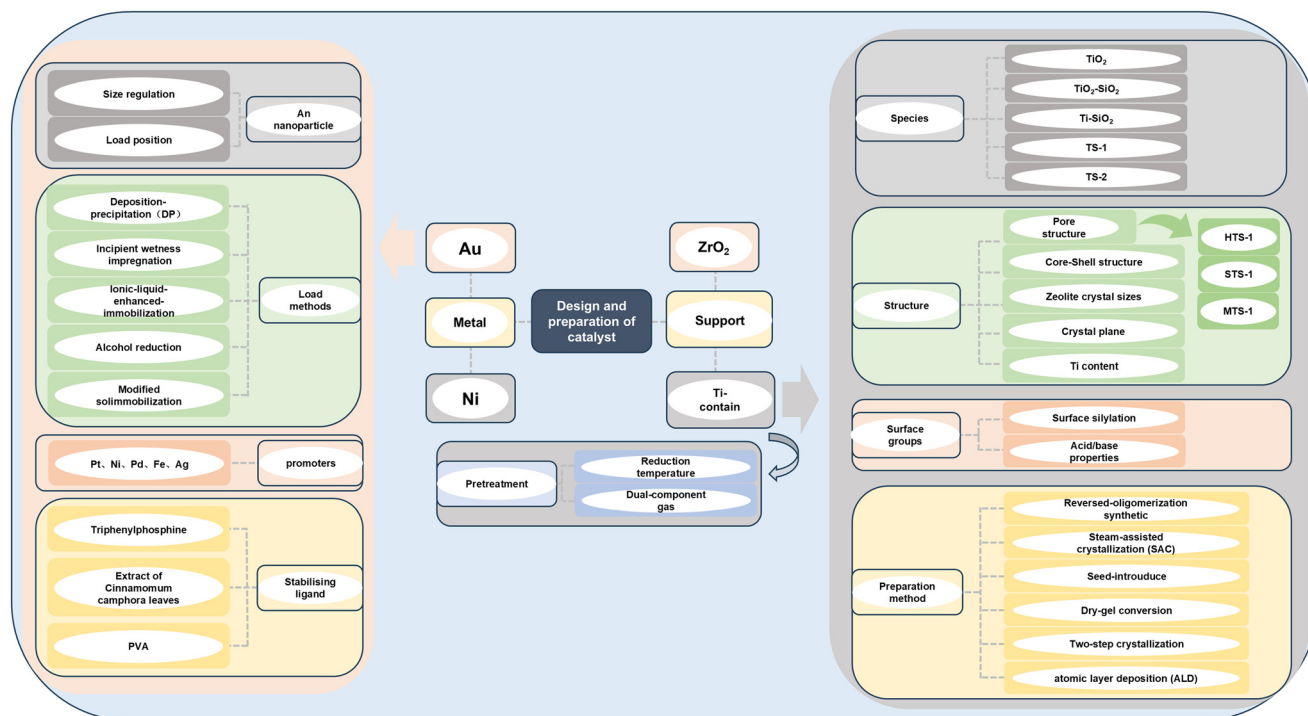 Size regulation
Load position
An
nanoparticle
Deposition-
precipitation（DP）
Incipient wetness
impregnation
Ionic-liquid-
enhanced-
immobilization
Alcohol reduction
Modified
solimmobilization
Load
methods
Pt、Ni、Pd、Fe、Ag
promoters
Triphenylphosphine
Extract of
Cinnamomum
camphora leaves
PVA
Stabilising
ligand
Au
Metal
Ni
Design and
preparation of
catalyst
ZrO₂
Support
Ti-
contain
Pretreatment
Reduction
temperature
Dual-component
gas
Species
TiO₂
TiO₂-SiO₂
Ti-SiO₂
TS-1
TS-2
Structure
Pore
structure
Core-Shell structure
Zeolite crystal sizes
Crystal plane
Ti content
HTS-1
STS-1
MTS-1
Surface
groups
Surface silylation
Acid/base
properties
Preparation
method
Reversed-oligomerization
synthetic
Steam-assisted
crystallization (SAC)
Seed-introuduce
Dry-gel conversion
Two-step crystallization
atomic layer deposition (ALD)